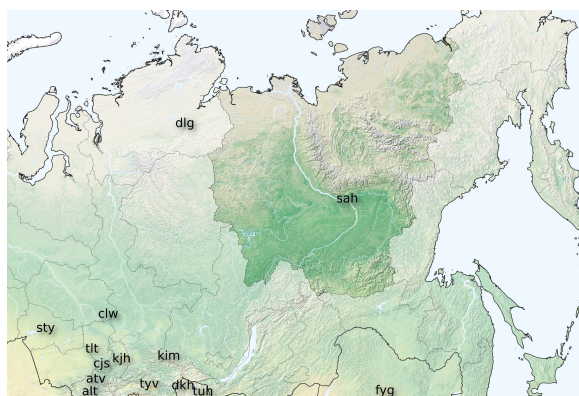 dlg
sah
clw
sty
tlt
cjs
kjh
kim
atv
alt
tyv
dkh
tuh
fyg